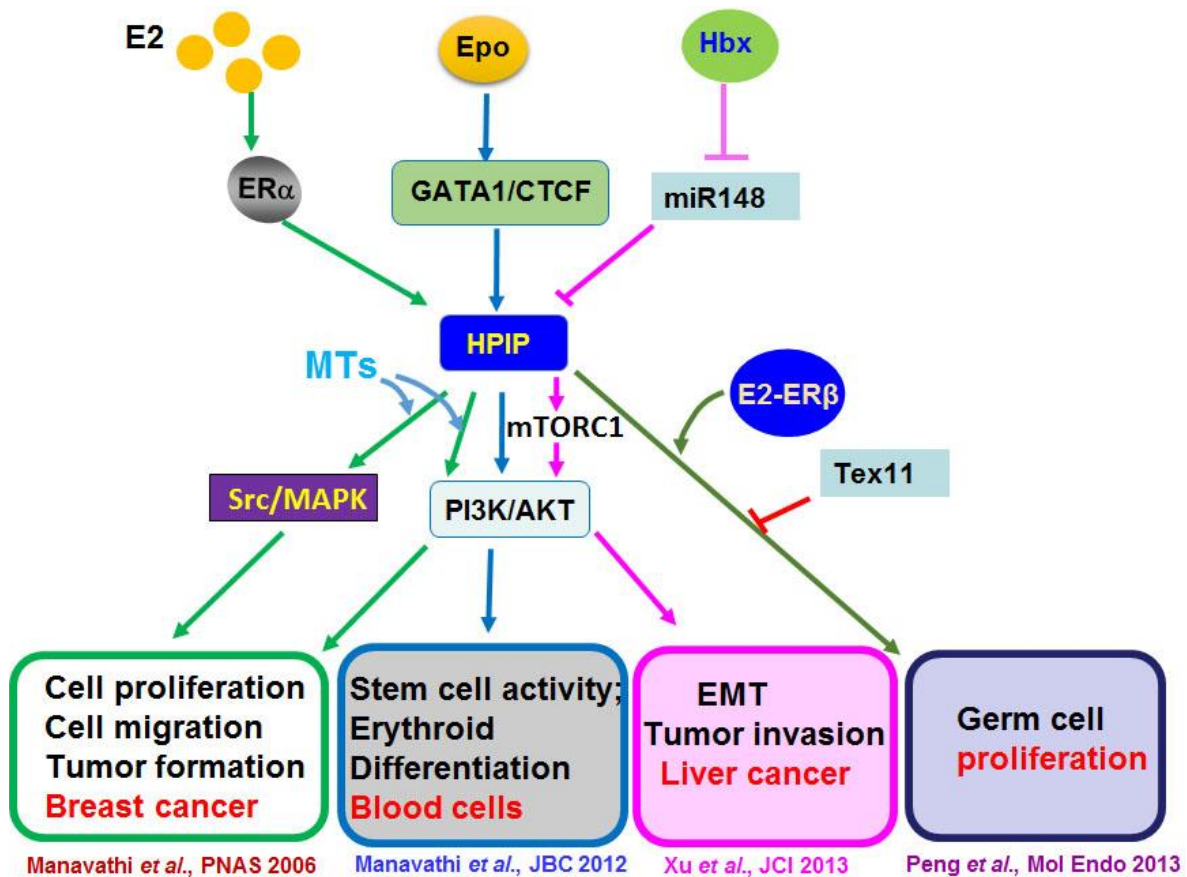 E2
Epo
Hbx
ERα
GATA1/CTCF
miR148
HPIP
MTs
E2-ERβ
mTORC1
Tex11
Src/MAPK
PI3K/AKT
Cell proliferation
Cell migration
Tumor formation
Breast cancer
Stem cell activity;
Erythroid
Differentiation
Blood cells
EMT
Tumor invasion
Liver cancer
Germ cell
proliferation
Manavathi et al., PNAS 2006
Manavathi et al., JBC 2012
Xu et al., JCI 2013
Peng et al., Mol Endo 2013